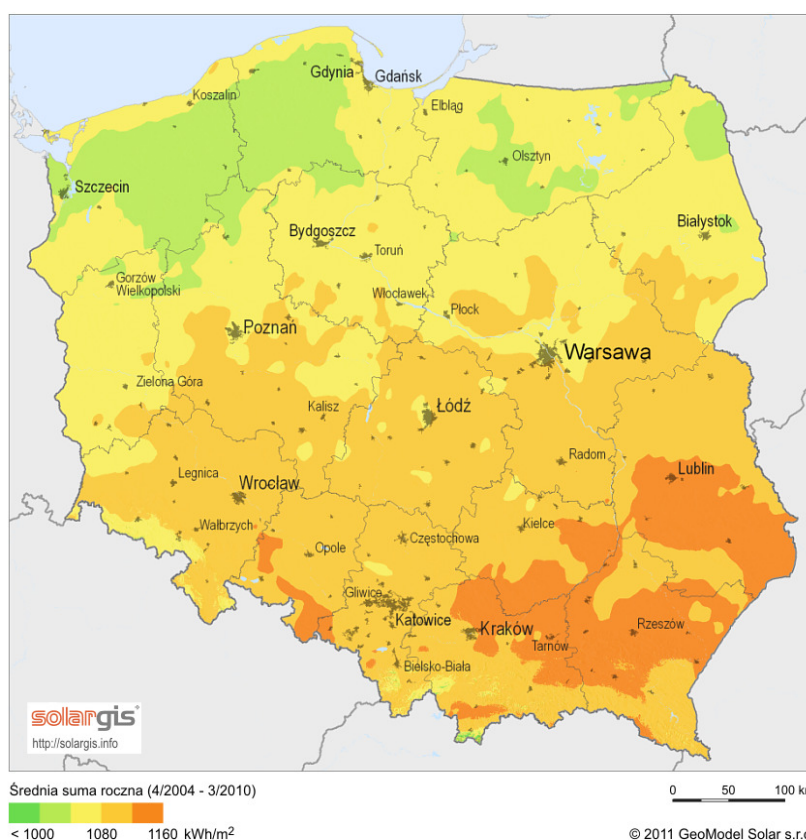 Gdynia
Gdańsk
Koszalin
Elbląg
Olsztyn
Szczecin
Białystok
Bydgoszcz
Toruń
Gorzów
Wielkopolski
Włocławek
Płock
Poznań
Warsawa
Zielona Góra
Kalisz
Łódź
Radom
Lublin
Legnica
Wrocław
Wałbrzych
Kielce
Opole
Częstochowa
Gliwice
Katowice
Kraków
Tarnów
Rzeszów
Bielsko-Biała
solargis
http://solargis.info
Średnia suma roczna (4/2004 - 3/2010)
0 50 100 km
< 1000 1080 1160 kWh/m²
© 2011 GeoModel Solar s.r.o